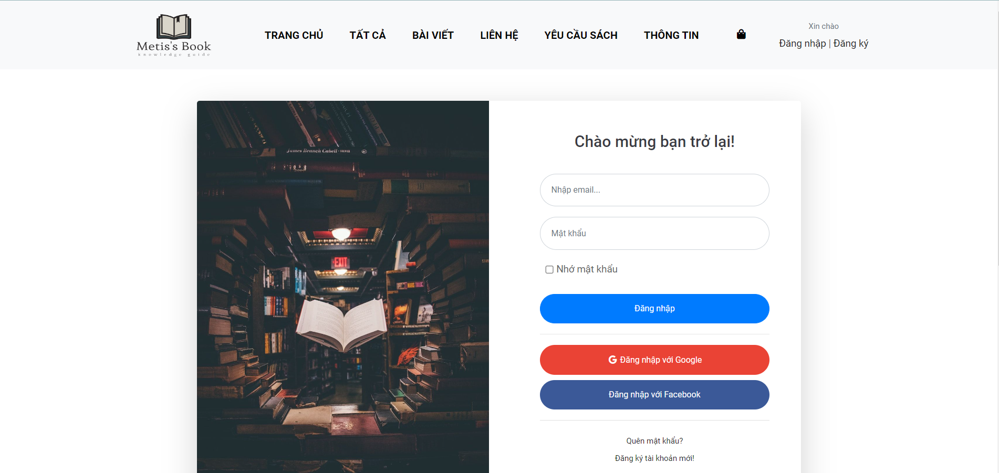 Metis's Book
knowledge guide
TRANG CHỦ
TẤT CẢ
BÀI VIẾT
LIÊN HỆ
YÊU CẦU SÁCH
THÔNG TIN
Xin chào
Đăng nhập | Đăng ký
James Branch Cabell
EXIT
Chào mừng bạn trở lại!
Nhập email...
Mật khẩu
Nhớ mật khẩu
Đăng nhập
G Đăng nhập với Google
Đăng nhập với Facebook
Quên mật khẩu?
Đăng ký tài khoản mới!